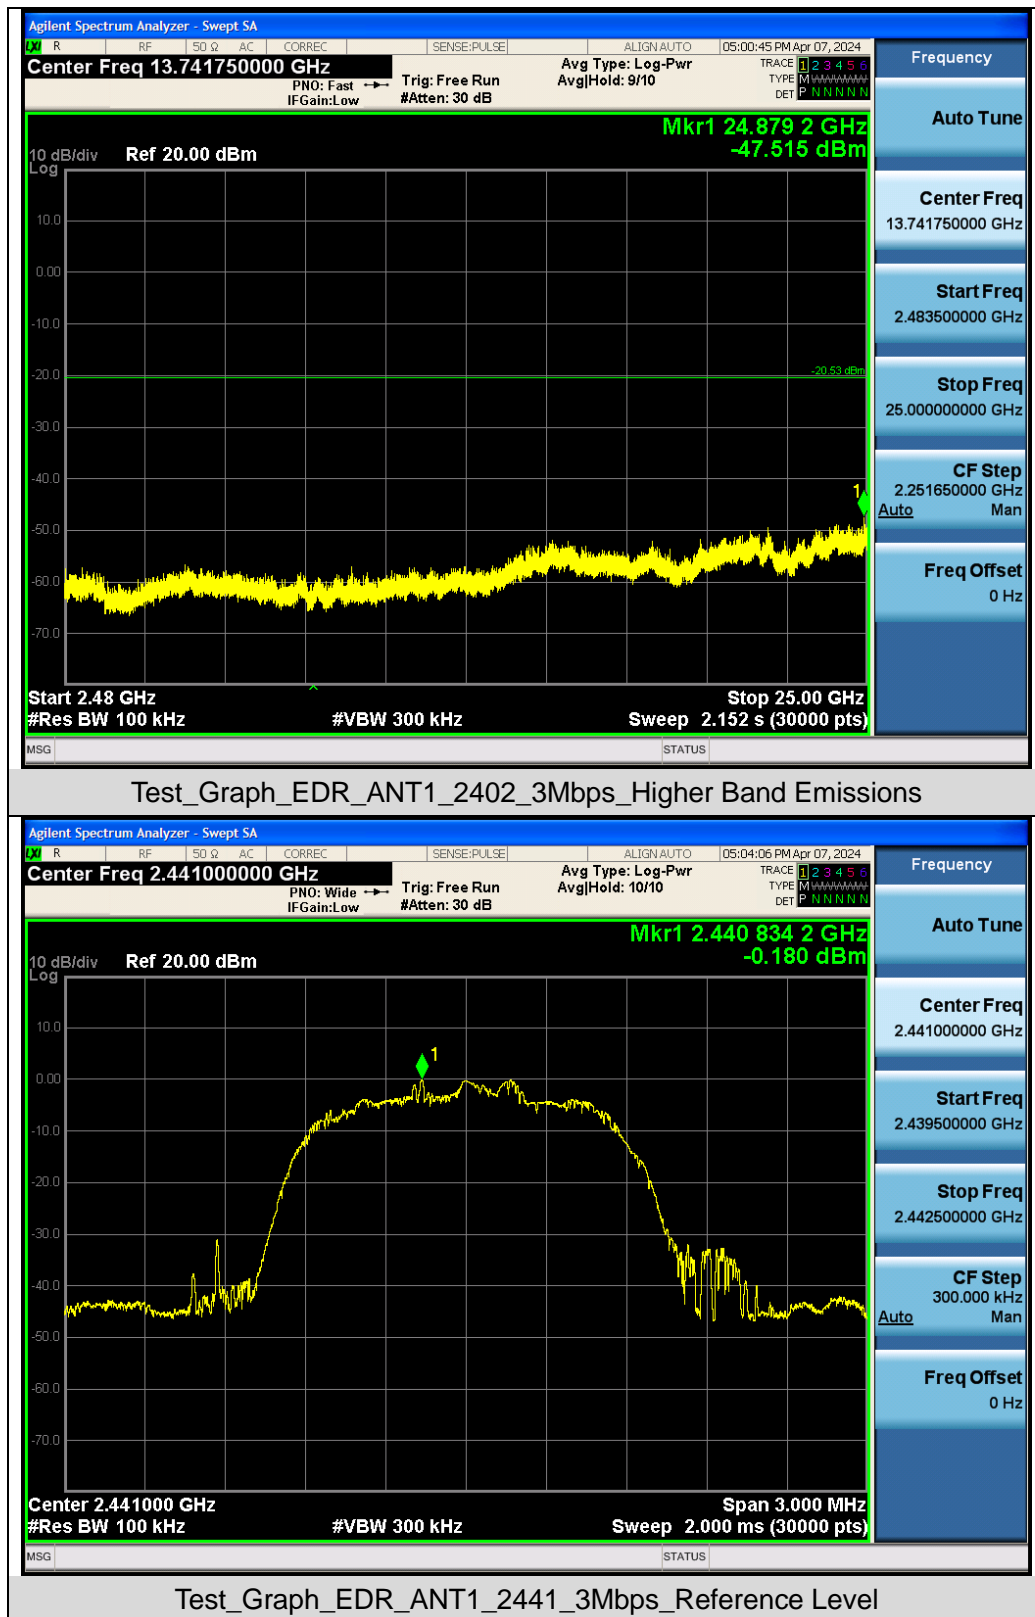 Agilent Spectrum Analyzer - Swept SA
LXI R RF 50 Ω AC CORREC SENSE:PULSE ALIGN AUTO 05:00:45 PM Apr 07, 2024
Center Freq 13.741750000 GHz Avg Type: Log-Pwr TRACE 1 2 3 4 5 6
PNO: Fast Trig: Free Run Avg|Hold: 9/10 TYPE M
IFGain:Low #Atten: 30 dB DET P N N N N N
Mkr1 24.879 2 GHz
-47.515 dBm
10 dB/div Ref 20.00 dBm
Log
10.0
0.00
-10.0
-20.0
-20.53 dBm
-30.0
-40.0
1
-50.0
-60.0
-70.0
Start 2.48 GHz Stop 25.00 GHz
#Res BW 100 kHz #VBW 300 kHz Sweep 2.152 s (30000 pts)
MSG STATUS
Frequency
Auto Tune
Center Freq
13.741750000 GHz
Start Freq
2.483500000 GHz
Stop Freq
25.000000000 GHz
CF Step
2.251650000 GHz
Auto Man
Freq Offset
0 Hz
Test_Graph_EDR_ANT1_2402_3Mbps_Higher Band Emissions
Agilent Spectrum Analyzer - Swept SA
LXI R RF 50 Ω AC CORREC SENSE:PULSE ALIGN AUTO 05:04:06 PM Apr 07, 2024
Center Freq 2.441000000 GHz Avg Type: Log-Pwr TRACE 1 2 3 4 5 6
PNO: Wide Trig: Free Run Avg|Hold: 10/10 TYPE M
IFGain:Low #Atten: 30 dB DET P N N N N N
Mkr1 2.440 834 2 GHz
-0.180 dBm
10 dB/div Ref 20.00 dBm
Log
10.0
1
0.00
-10.0
-20.0
-30.0
-40.0
-50.0
-60.0
-70.0
Center 2.441000 GHz Span 3.000 MHz
#Res BW 100 kHz #VBW 300 kHz Sweep 2.000 ms (30000 pts)
MSG STATUS
Frequency
Auto Tune
Center Freq
2.441000000 GHz
Start Freq
2.439500000 GHz
Stop Freq
2.442500000 GHz
CF Step
300.000 kHz
Auto Man
Freq Offset
0 Hz
Test_Graph_EDR_ANT1_2441_3Mbps_Reference Level